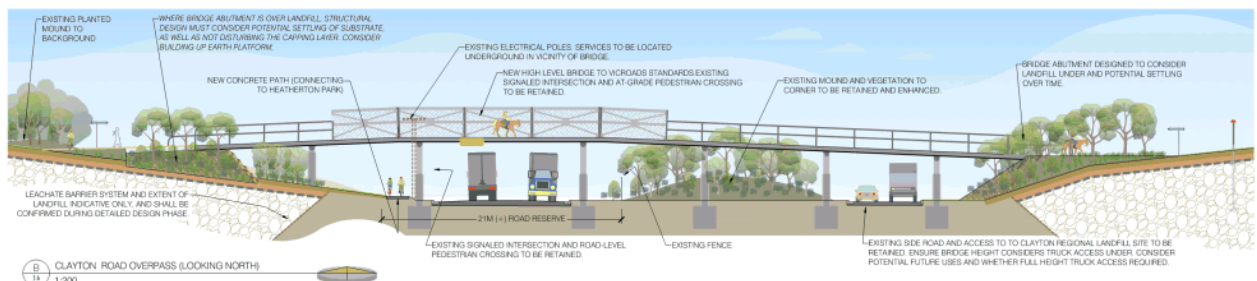 EXISTING PLANTED
MOUND TO
BACKGROUND
WHERE BRIDGE ABUTMENT IS OVER LANDFILL, STRUCTURAL
DESIGN MUST CONSIDER POTENTIAL SETTLING OF SUBSTRATE,
AS WELL AS NOT DISTURBING THE CAPPING LAYER. CONSIDER
BUILDING UP EARTH PLATFORM.
NEW CONCRETE PATH (CONNECTING
TO HEATHERTON PARK)
EXISTING ELECTRICAL POLES. SERVICES TO BE LOCATED
UNDERGROUND IN VICINITY OF BRIDGE.
NEW HIGH LEVEL BRIDGE TO VICROADS STANDARDS.EXISTING
SIGNALED INTERSECTION AND AT-GRADE PEDESTRIAN CROSSING
TO BE RETAINED.
EXISTING MOUND AND VEGETATION TO
CORNER TO BE RETAINED AND ENHANCED.
BRIDGE ABUTMENT DESIGNED TO CONSIDER
LANDFILL UNDER AND POTENTIAL SETTLING
OVER TIME.
LEACHATE BARRIER SYSTEM AND EXTENT OF
LANDFILL INDICATIVE ONLY, AND SHALL BE
CONFIRMED DURING DETAILED DESIGN PHASE.
21M (±) ROAD RESERVE
EXISTING SIGNALED INTERSECTION AND ROAD-LEVEL
PEDESTRIAN CROSSING TO BE RETAINED.
EXISTING FENCE
EXISTING SIDE ROAD AND ACCESS TO TO CLAYTON REGIONAL LANDFILL SITE TO BE
RETAINED. ENSURE BRIDGE HEIGHT CONSIDERS TRUCK ACCESS UNDER. CONSIDER
POTENTIAL FUTURE USES AND WHETHER FULL HEIGHT TRUCK ACCESS REQUIRED.
B
CLAYTON ROAD OVERPASS (LOOKING NORTH)
1:200